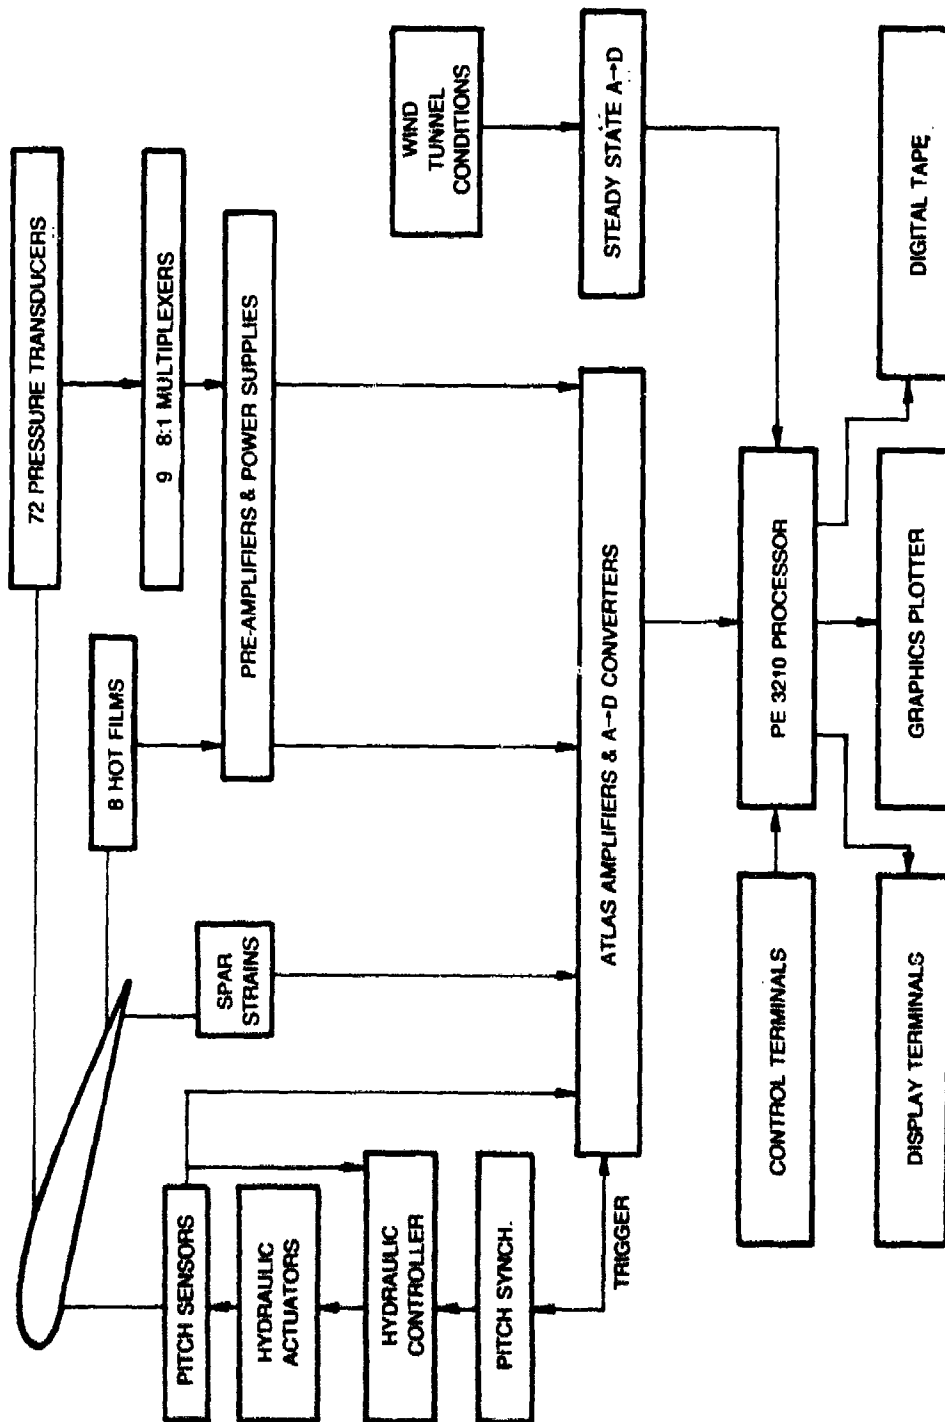 72 PRESSURE TRANSDUCERS
8 HOT FILMS
9 8:1 MULTIPLEXERS
PRE-AMPLIFIERS & POWER SUPPLIES
SPAR
STRAINS
PITCH SENSORS
HYDRAULIC
ACTUATORS
HYDRAULIC
CONTROLLER
PITCH SYNCH.
TRIGGER
WIND
TUNNEL
CONDITIONS
STEADY STATE A→D
ATLAS AMPLIFIERS & A→D CONVERTERS
CONTROL TERMINALS
PE 3210 PROCESSOR
DISPLAY TERMINALS
GRAPHICS PLOTTER
DIGITAL TAPE